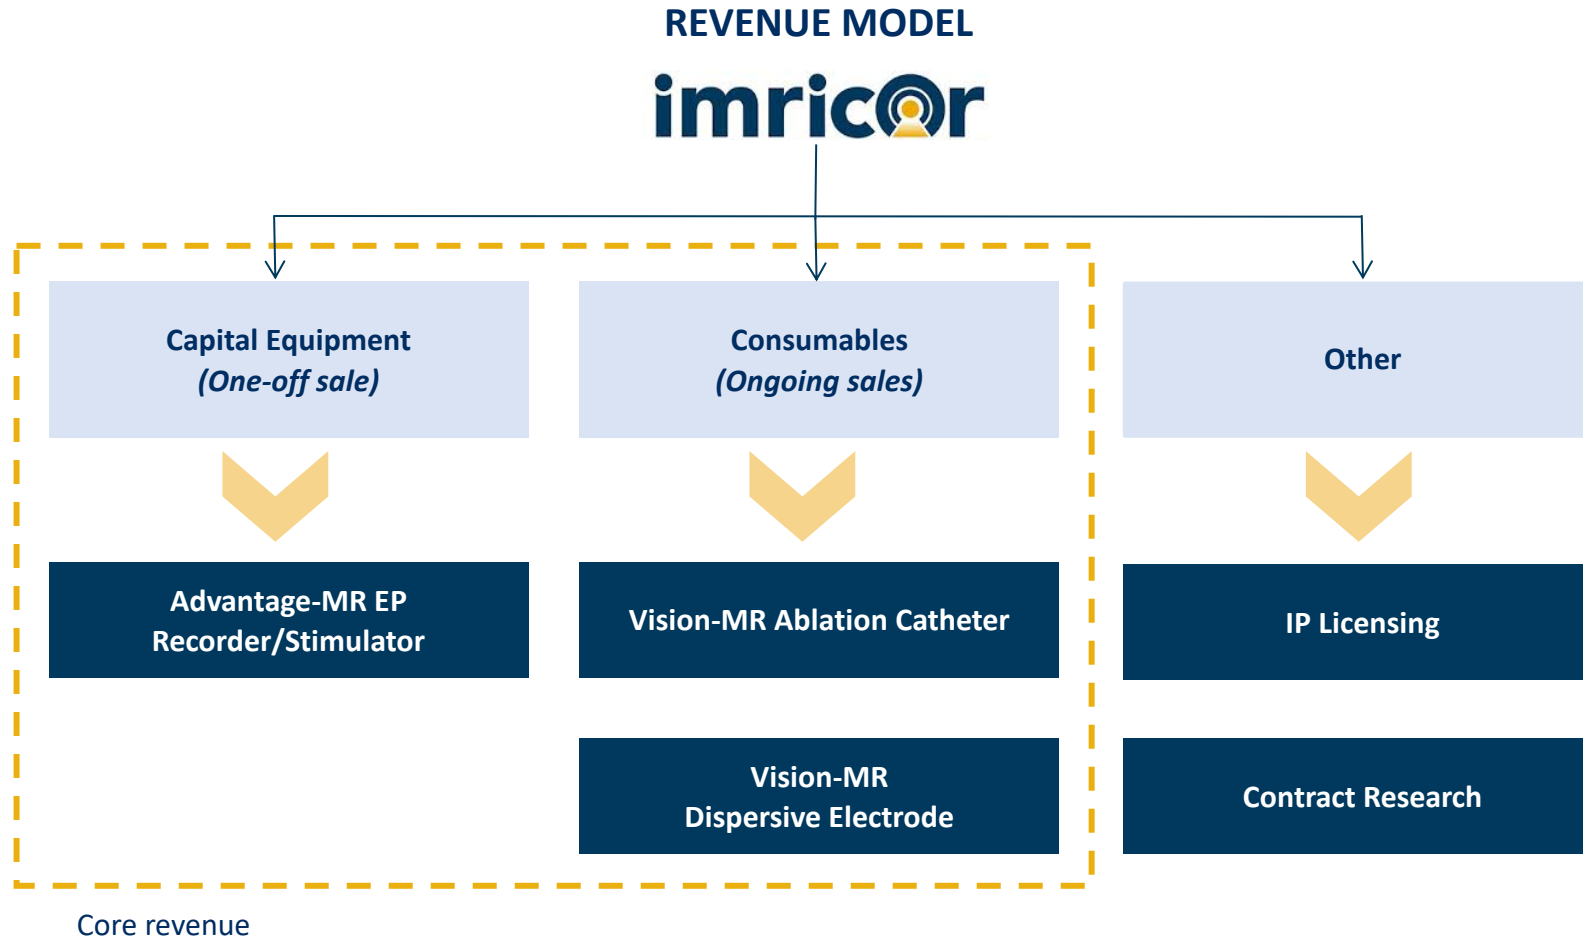 REVENUE MODEL
imricor
Capital Equipment
(One-off sale)
Consumables
(Ongoing sales)
Other
Advantage-MR EP
Recorder/Stimulator
Vision-MR Ablation Catheter
IP Licensing
Vision-MR
Dispersive Electrode
Contract Research
Core revenue